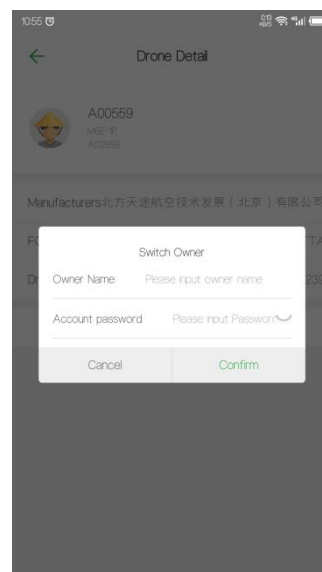 10:55
Drone Detail
A00559
M6E-1P
A00559
Manufacturers北方天途航空技术发展（北京）有限公司
Switch Owner
Owner Name Please input owner name
Account password Please input Password
Cancel Confirm